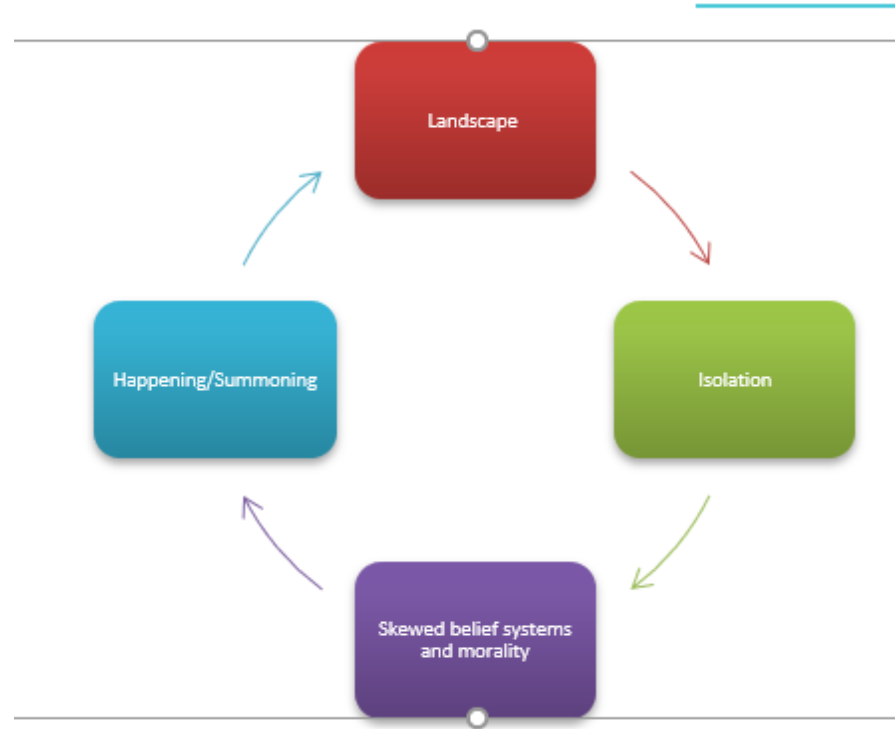 Landscape
Isolation
Skewed belief systems
and morality
Happening/Summoning